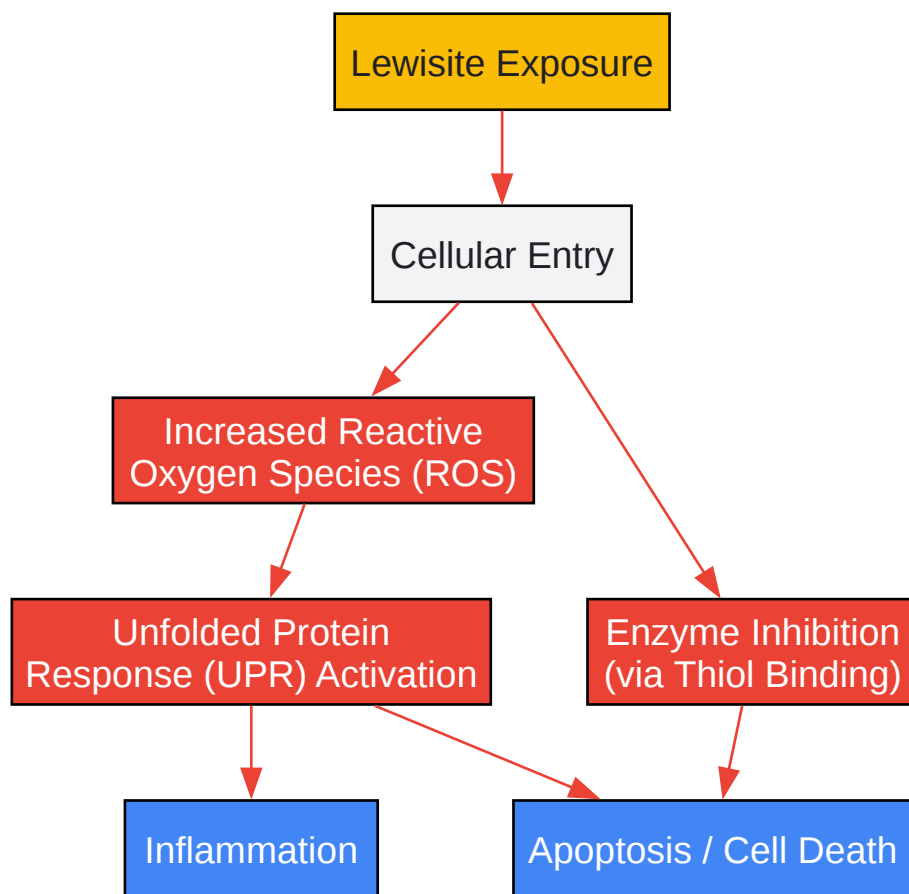 Lewisite Exposure
Cellular Entry
Increased Reactive
Oxygen Species (ROS)
Unfolded Protein
Response (UPR) Activation
Enzyme Inhibition
(via Thiol Binding)
Inflammation
Apoptosis / Cell Death